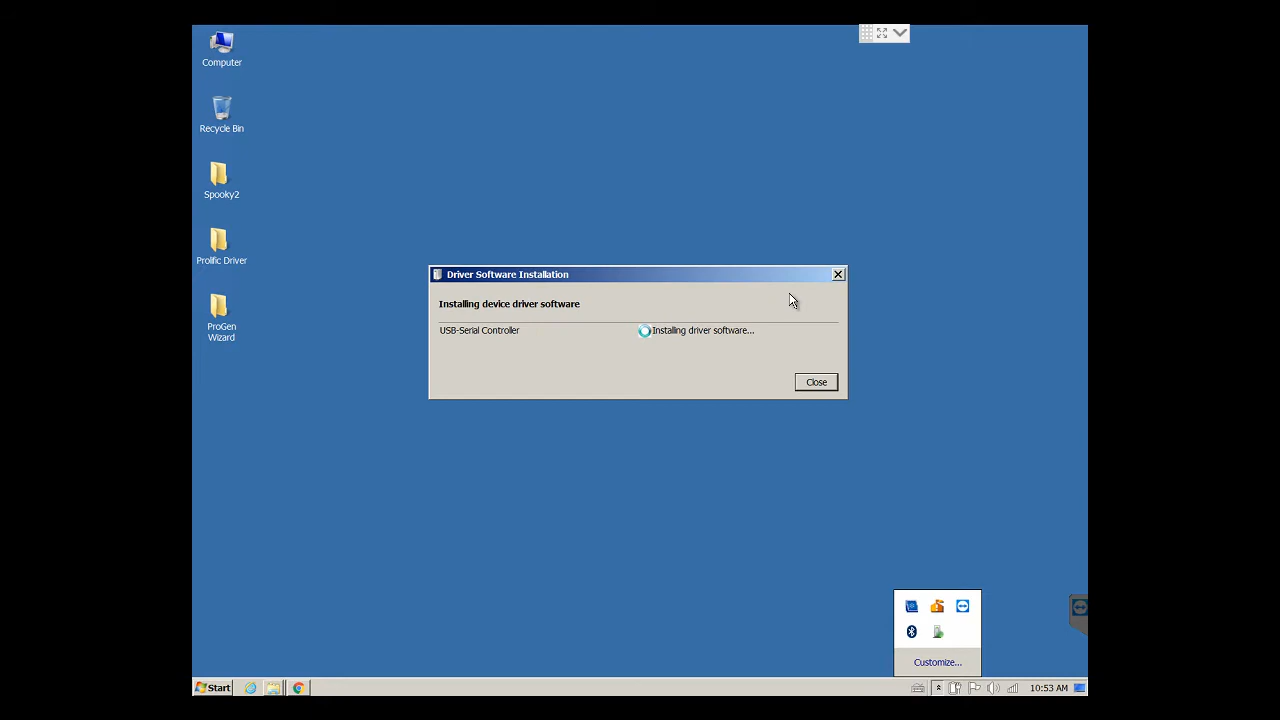 Computer
Recycle Bin
Spooky2
Prolific Driver
ProGen
Wizard
Driver Software Installation
Installing device driver software
USB-Serial Controller
Installing driver software...
Close
Customize...
Start
10:53 AM